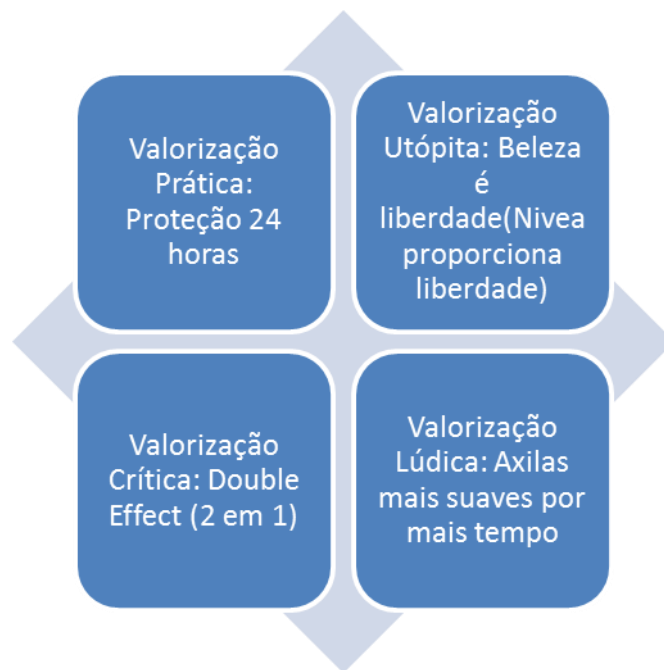 Valorização
Prática:
Proteção 24
horas
Valorização
Utópita: Beleza
é
liberdade(Nivea
proporciona
liberdade)
Valorização
Crítica: Double
Effect (2 em 1)
Valorização
Lúdica: Axilas
mais suaves por
mais tempo